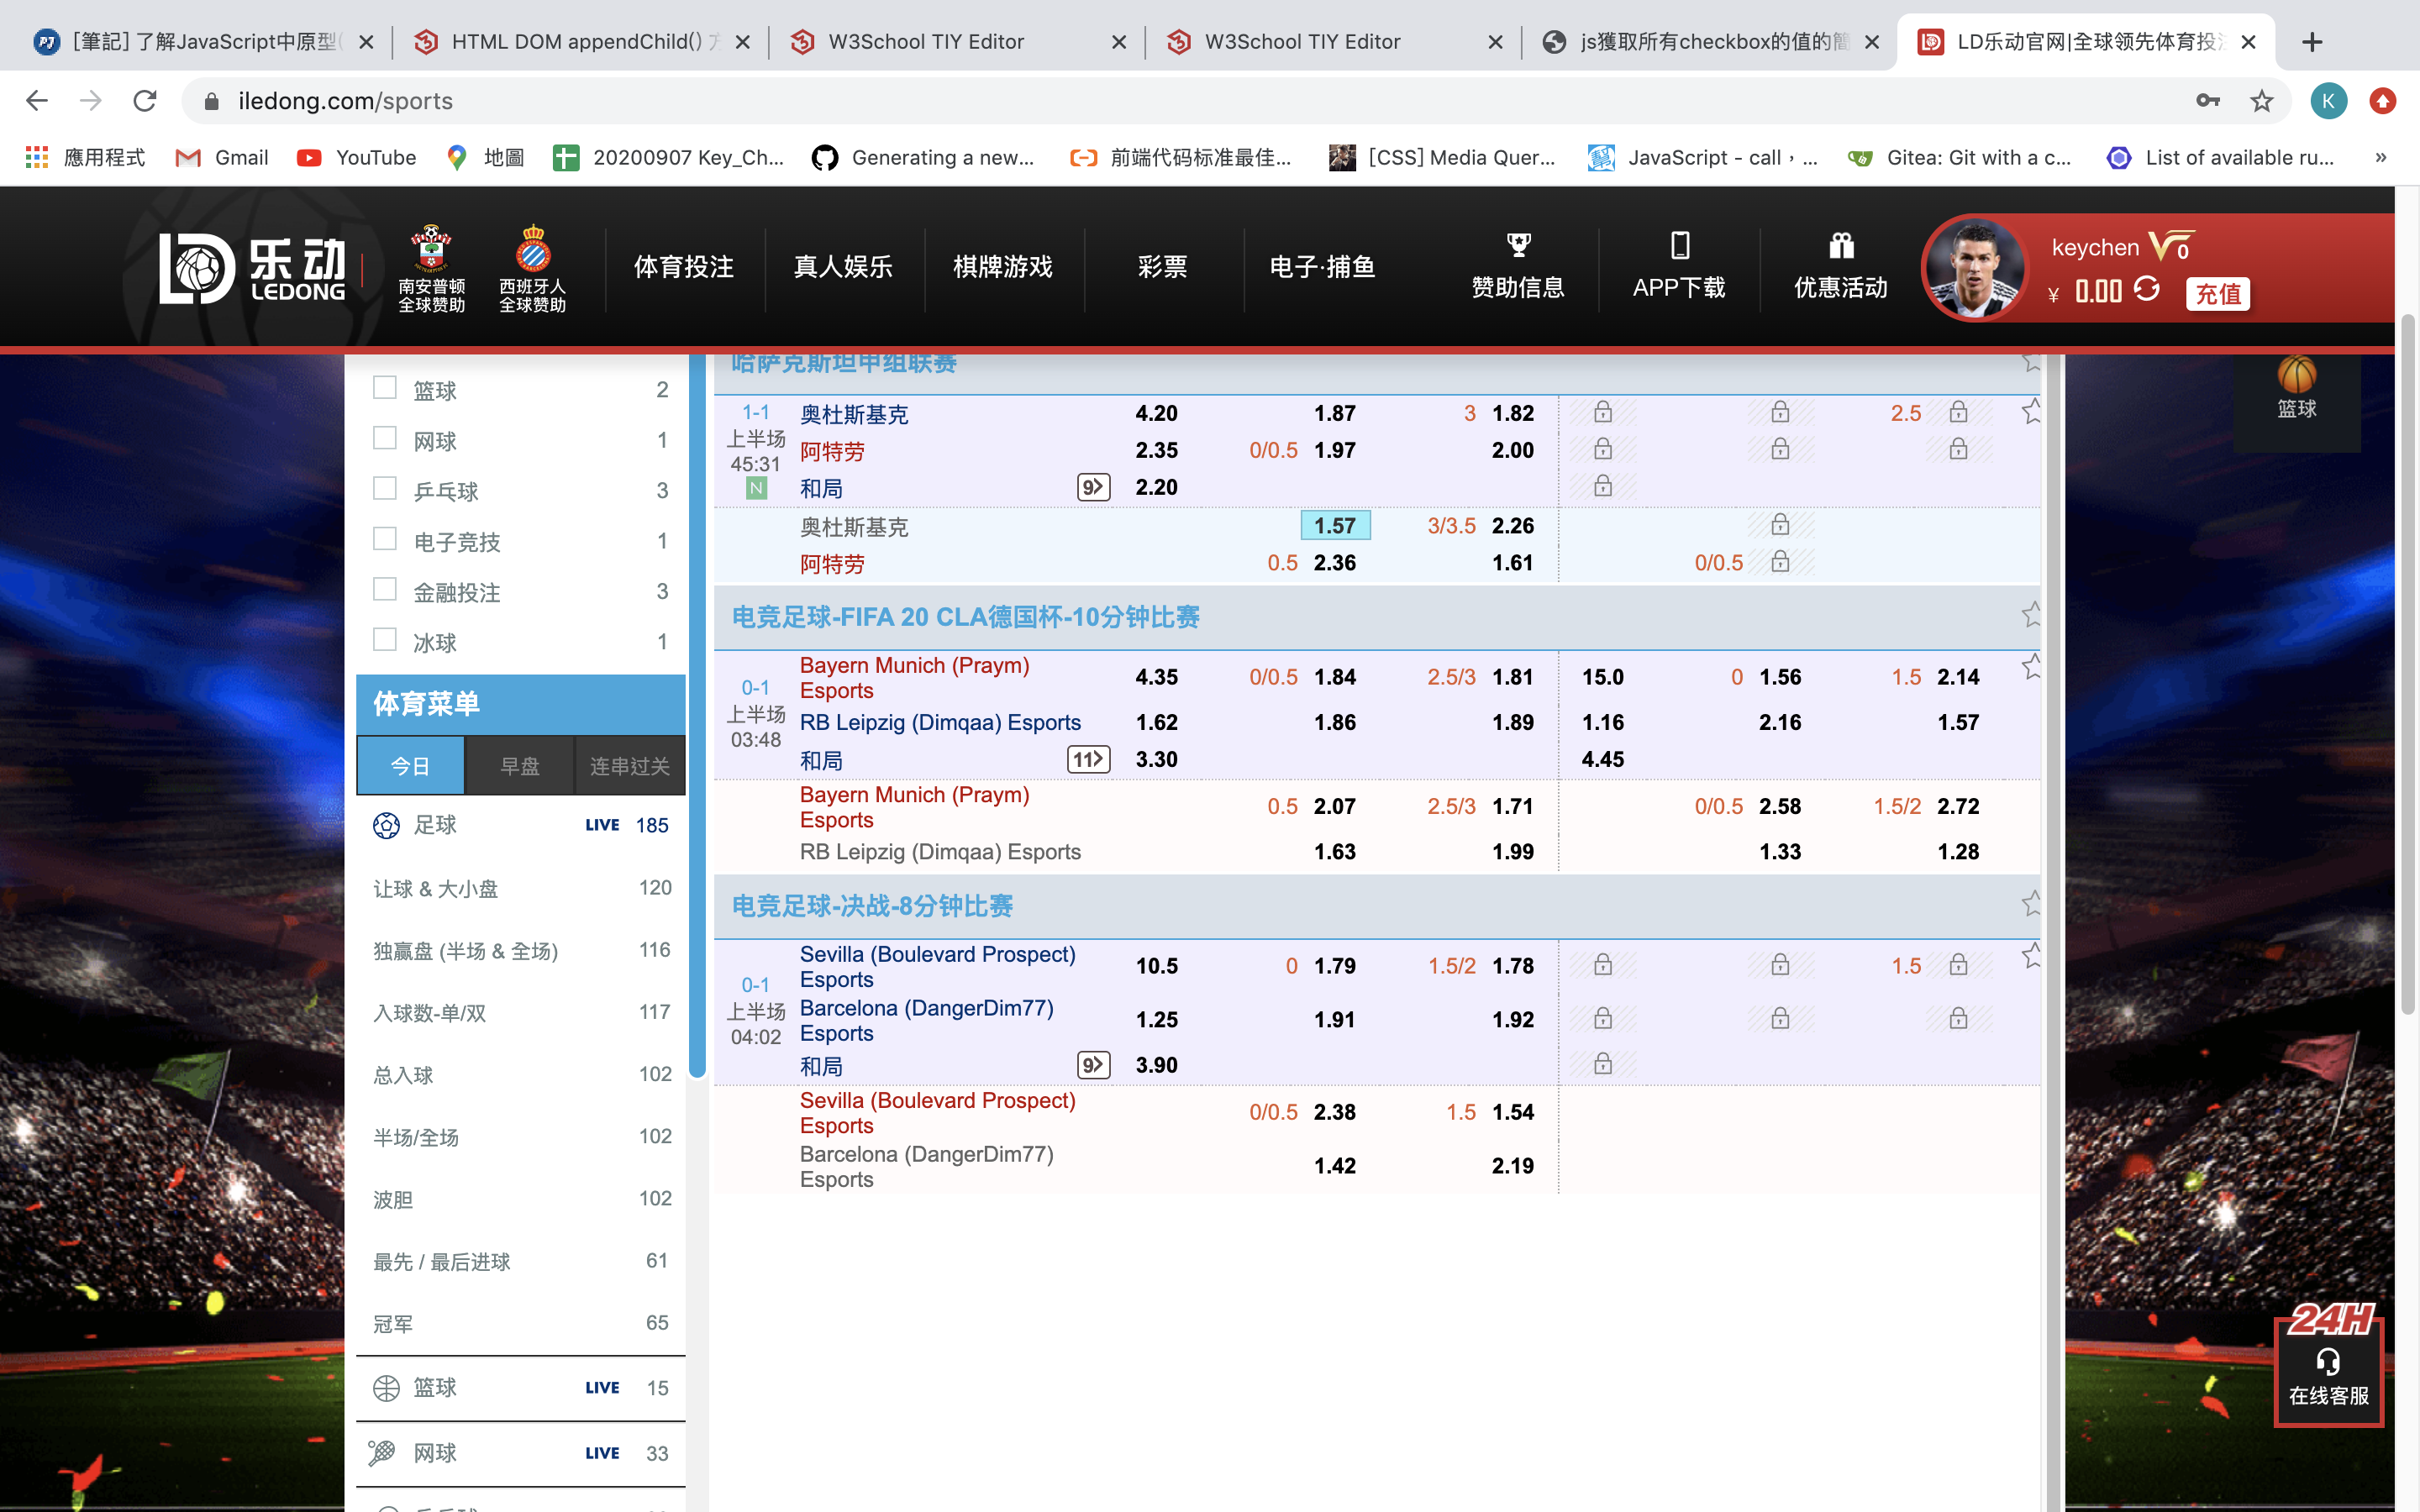 [筆記] 了解JavaScript中原型(
HTML DOM appendChild() 方
W3School TIY Editor
W3School TIY Editor
js獲取所有checkbox的值的簡
LD乐动官网|全球领先体育投注
iledong.com/sports
K
應用程式
Gmail
YouTube
地圖
20200907 Key_Ch...
Generating a new...
前端代码标准最佳...
[CSS] Media Quer...
JavaScript - call，...
Gitea: Git with a c...
List of available ru...
»
LD 乐动
LEDONG
南安普顿
全球赞助
西班牙人
全球赞助
体育投注
真人娱乐
棋牌游戏
彩票
电子·捕鱼
赞助信息
APP下载
优惠活动
keychen V0
¥ 0.00 充值
篮球 2
网球 1
乒乓球 3
电子竞技 1
金融投注 3
冰球 1
体育菜单
今日 早盘 连串过关
足球 LIVE 185
让球 & 大小盘 120
独赢盘 (半场 & 全场) 116
入球数-单/双 117
总入球 102
半场/全场 102
波胆 102
最先 / 最后进球 61
冠军 65
篮球 LIVE 15
网球 LIVE 33
哈萨克斯坦甲组联赛
1-1
上半场
45:31
N
奥杜斯基克 4.20 1.87 3 1.82 2.5
阿特劳 2.35 0/0.5 1.97 2.00
和局 9 2.20
奥杜斯基克 1.57 3/3.5 2.26
阿特劳 0.5 2.36 1.61 0/0.5
电竞足球-FIFA 20 CLA德国杯-10分钟比赛
0-1
上半场
03:48
Bayern Munich (Praym)
Esports 4.35 0/0.5 1.84 2.5/3 1.81 15.0 0 1.56 1.5 2.14
RB Leipzig (Dimqaa) Esports 1.62 1.86 1.89 1.16 2.16 1.57
和局 11 3.30 4.45
Bayern Munich (Praym)
Esports 0.5 2.07 2.5/3 1.71 0/0.5 2.58 1.5/2 2.72
RB Leipzig (Dimqaa) Esports 1.63 1.99 1.33 1.28
电竞足球-决战-8分钟比赛
0-1
上半场
04:02
Sevilla (Boulevard Prospect)
Esports 10.5 0 1.79 1.5/2 1.78 1.5
Barcelona (DangerDim77)
Esports 1.25 1.91 1.92
和局 9 3.90
Sevilla (Boulevard Prospect)
Esports 0/0.5 2.38 1.5 1.54
Barcelona (DangerDim77)
Esports 1.42 2.19
篮球
24H
在线客服